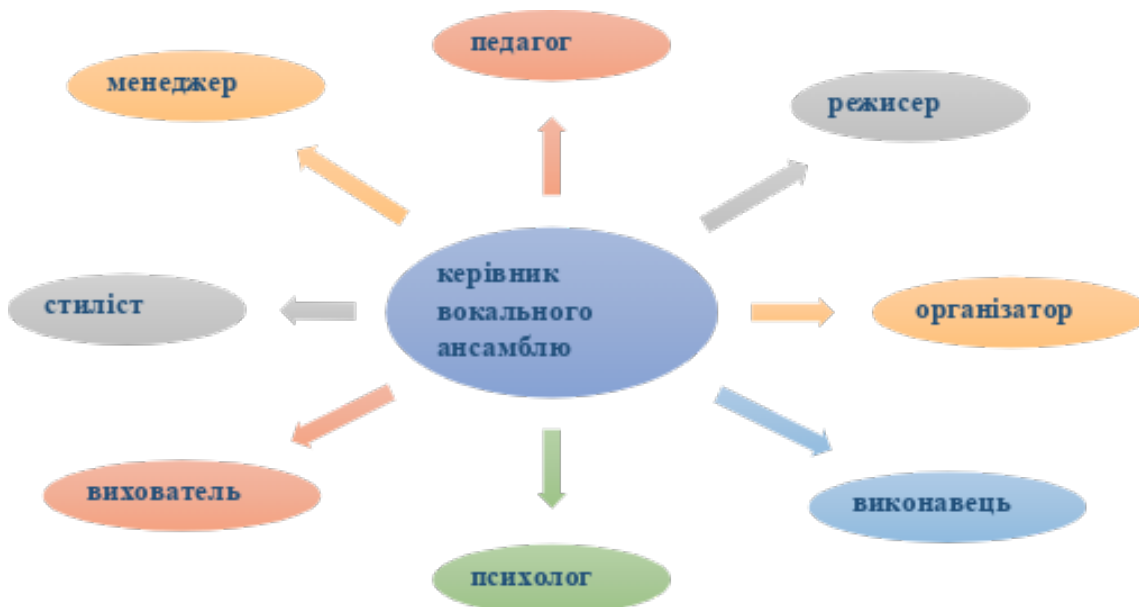 педагог
менеджер
режисер
керівник
вокального
ансамблю
стиліст
організатор
вихователь
виконавець
психолог